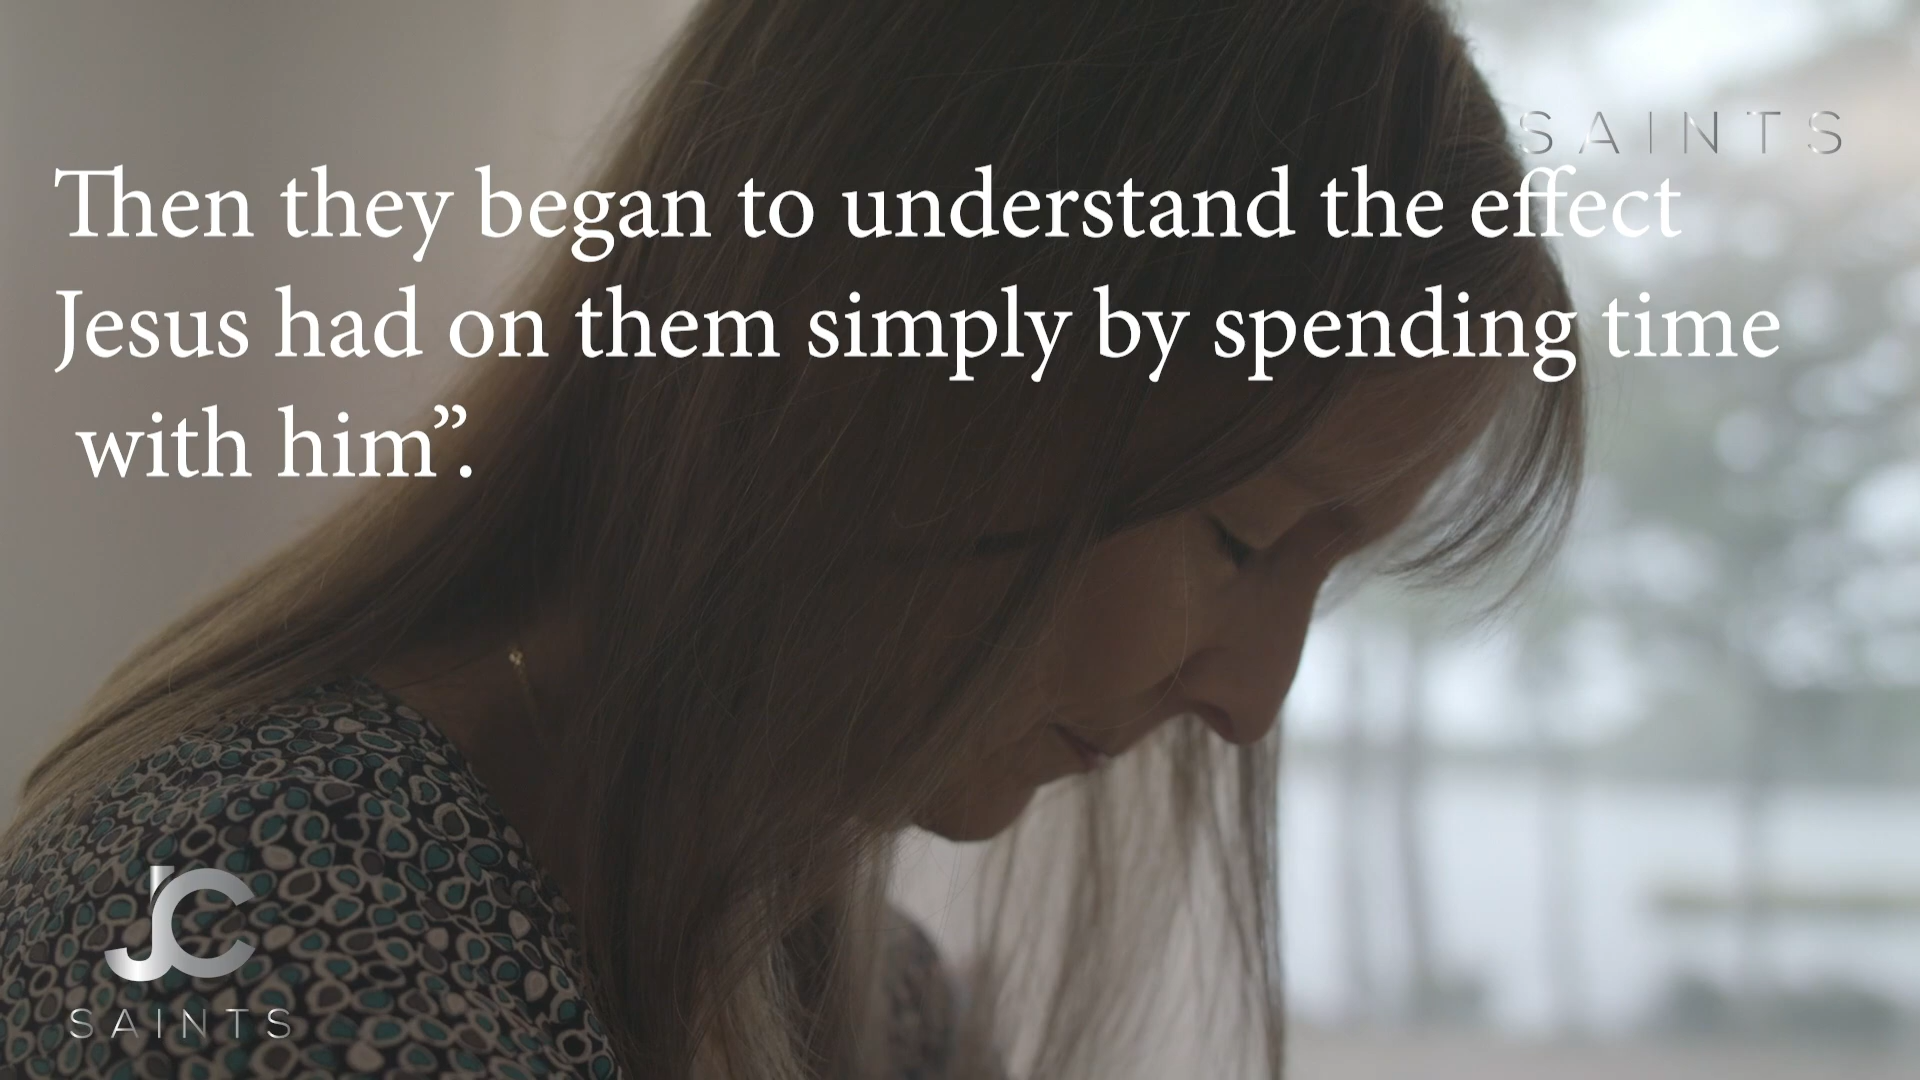 SAINTS
Then they began to understand the effect
Jesus had on them simply by spending time
with him”.
JC
SAINTS